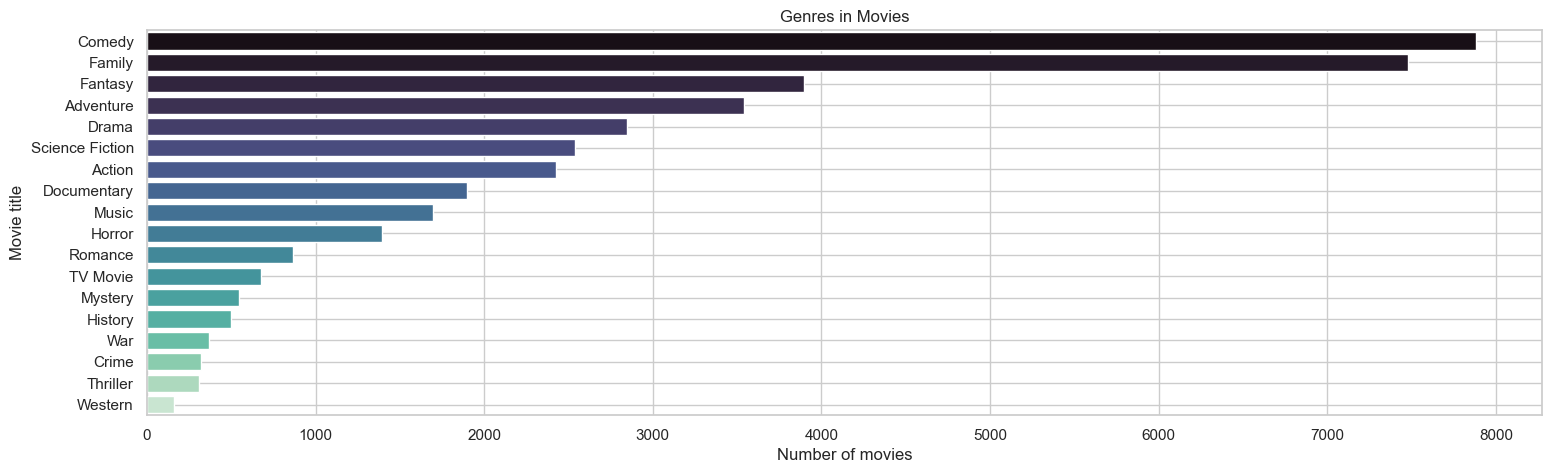 Genres in Movies
Movie title
Comedy
Family
Fantasy
Adventure
Drama
Science Fiction
Action
Documentary
Music
Horror
Romance
TV Movie
Mystery
History
War
Crime
Thriller
Western
0 1000 2000 3000 4000 5000 6000 7000 8000
Number of movies